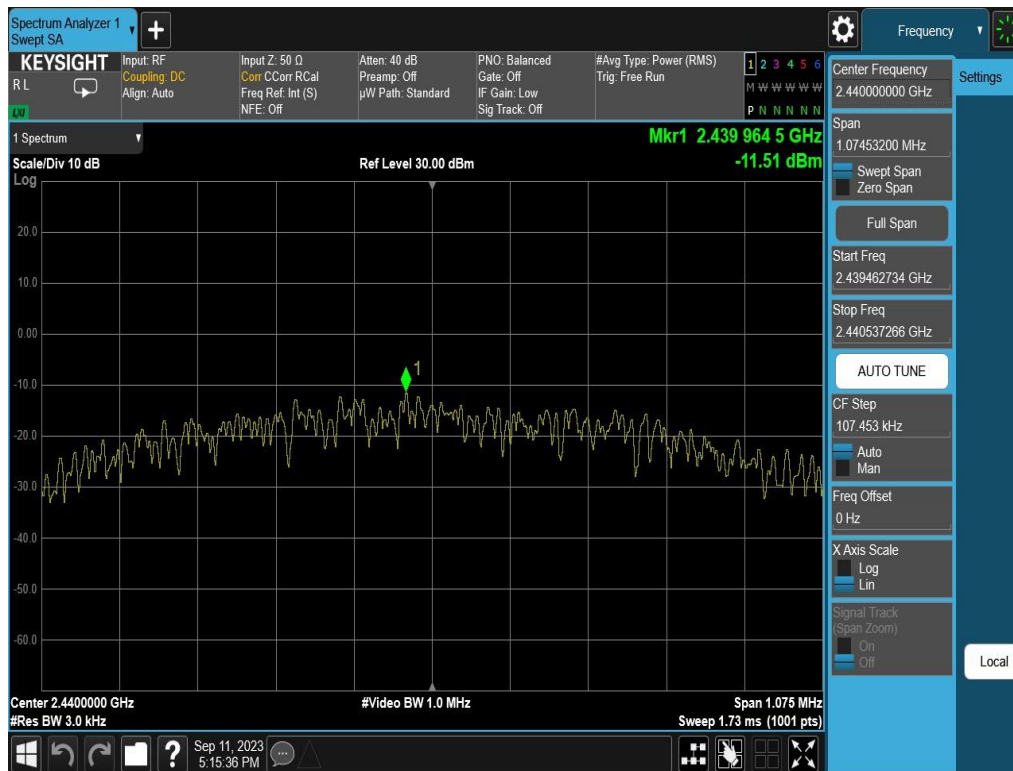 Spectrum Analyzer 1
Swept SA
+
Frequency
KEYSIGHT
RL
LXI
Input: RF
Coupling: DC
Align: Auto
Input Z: 50 Ω
Corr CCorr RCal
Freq Ref: Int (S)
NFE: Off
Atten: 40 dB
Preamp: Off
µW Path: Standard
PNO: Balanced
Gate: Off
IF Gain: Low
Sig Track: Off
#Avg Type: Power (RMS)
Trig: Free Run
1 2 3 4 5 6
M W W W W W
P N N N N N
1 Spectrum
Scale/Div 10 dB
Log
Ref Level 30.00 dBm
Mkr1 2.439 964 5 GHz
-11.51 dBm
20.0
10.0
0.00
-10.0
-20.0
-30.0
-40.0
-50.0
-60.0
1
Center 2.4400000 GHz
#Res BW 3.0 kHz
#Video BW 1.0 MHz
Span 1.075 MHz
Sweep 1.73 ms (1001 pts)
Center Frequency
2.440000000 GHz
Span
1.07453200 MHz
Swept Span
Zero Span
Full Span
Start Freq
2.439462734 GHz
Stop Freq
2.440537266 GHz
AUTO TUNE
CF Step
107.453 kHz
Auto
Man
Freq Offset
0 Hz
X Axis Scale
Log
Lin
Signal Track
(Span Zoom)
On
Off
Settings
Local
?
Sep 11, 2023
5:15:36 PM